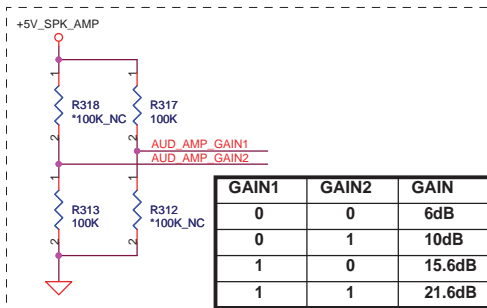 +5V_SPK_AMP
1
1
R318
*100K_NC
R317
100K
2
2
AUD_AMP_GAIN1
AUD_AMP_GAIN2
1
1
R313
100K
R312
*100K_NC
2
2
GAIN1 GAIN2 GAIN
0 0 6dB
0 1 10dB
1 0 15.6dB
1 1 21.6dB